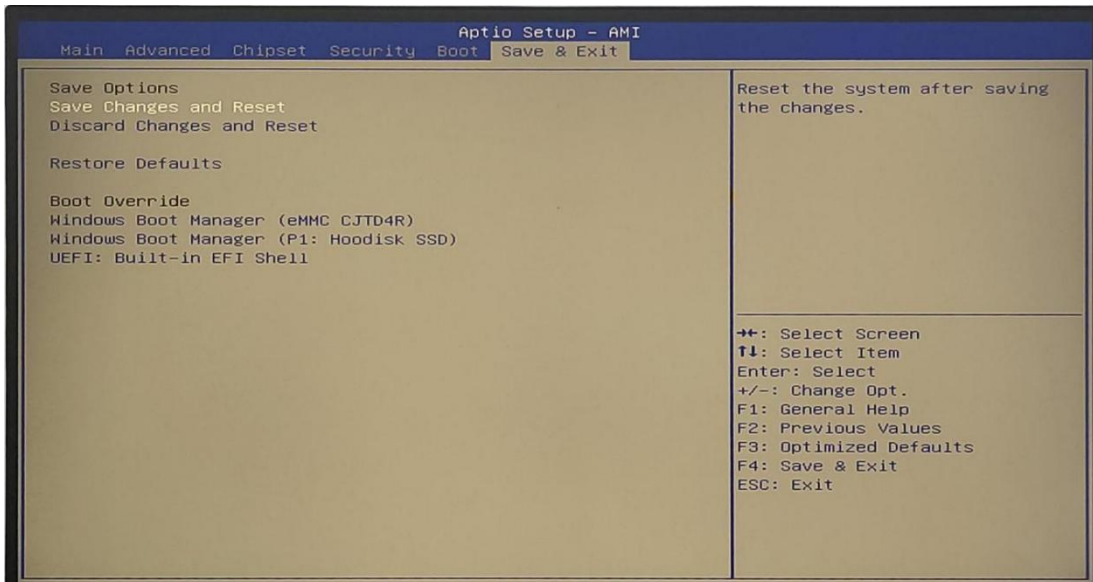 Aptio Setup – AMI
Main Advanced Chipset Security Boot Save & Exit
Save Options
Save Changes and Reset
Discard Changes and Reset
Restore Defaults
Boot Override
Windows Boot Manager (eMMC CJTD4R)
Windows Boot Manager (P1: Hoodisk SSD)
UEFI: Built-in EFI Shell
Reset the system after saving
the changes.
→←: Select Screen
↑↓: Select Item
Enter: Select
+/-: Change Opt.
F1: General Help
F2: Previous Values
F3: Optimized Defaults
F4: Save & Exit
ESC: Exit